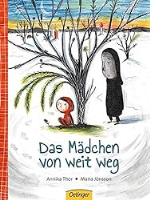 Das Mädchen
von weit weg
Annika Thor · Maria Jönsson
Oetinger